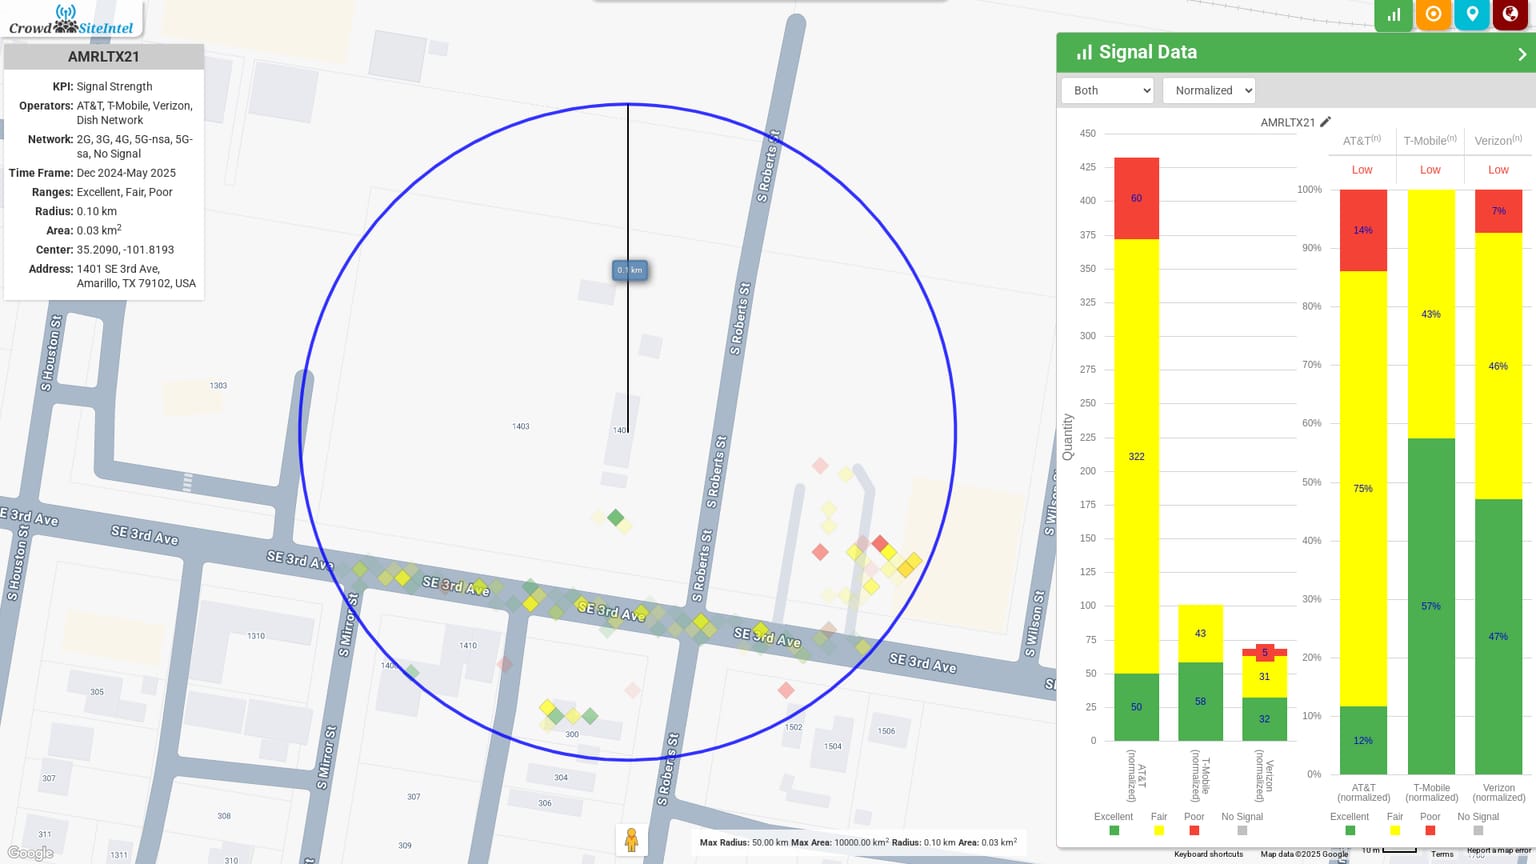 CrowdSiteIntel
AMRLTX21
KPI: Signal Strength
Operators: AT&T, T-Mobile, Verizon,
Dish Network
Network: 2G, 3G, 4G, 5G-nsa, 5G-
sa, No Signal
Time Frame: Dec 2024-May 2025
Ranges: Excellent, Fair, Poor
Radius: 0.10 km
Area: 0.03 km²
Center: 35.2090, -101.8193
Address: 1401 SE 3rd Ave,
Amarillo, TX 79102, USA
S Roberts St
0.1 km
S Roberts St
S Houston St
1303
1403
S Roberts St
SE 3rd Ave
SE 3rd Ave
S Houston St
SE 3rd Ave
SE 3rd Ave
SE 3rd Ave
S Roberts St
SE 3rd Ave
SE 3rd Ave
S Wilson St
S Wilson St
S Mirror St
1310
1410
305
300
1502
1504
1506
S Mirror St
S Roberts St
307
304
306
307
308
309
311
1311
310
Google
Max Radius: 50.00 km Max Area: 10000.00 km² Radius: 0.10 km Area: 0.03 km²
Signal Data
Both
Normalized
AMRLTX21
450
425
400
375
350
325
300
275
250
225
200
175
150
125
100
75
50
25
0
Quantity
60
322
50
43
58
5
31
32
AT&T
(normalized)
T-Mobile
(normalized)
Verizon
(normalized)
Excellent
Fair
Poor
No Signal
AT&T(n)
T-Mobile(n)
Verizon(n)
Low
Low
Low
100%
90%
80%
70%
60%
50%
40%
30%
20%
10%
0%
14%
75%
12%
43%
57%
7%
46%
47%
AT&T
(normalized)
T-Mobile
(normalized)
Verizon
(normalized)
Excellent
Fair
Poor
No Signal
Keyboard shortcuts
Map data ©2025 Google
10 m
Terms
Report a map error